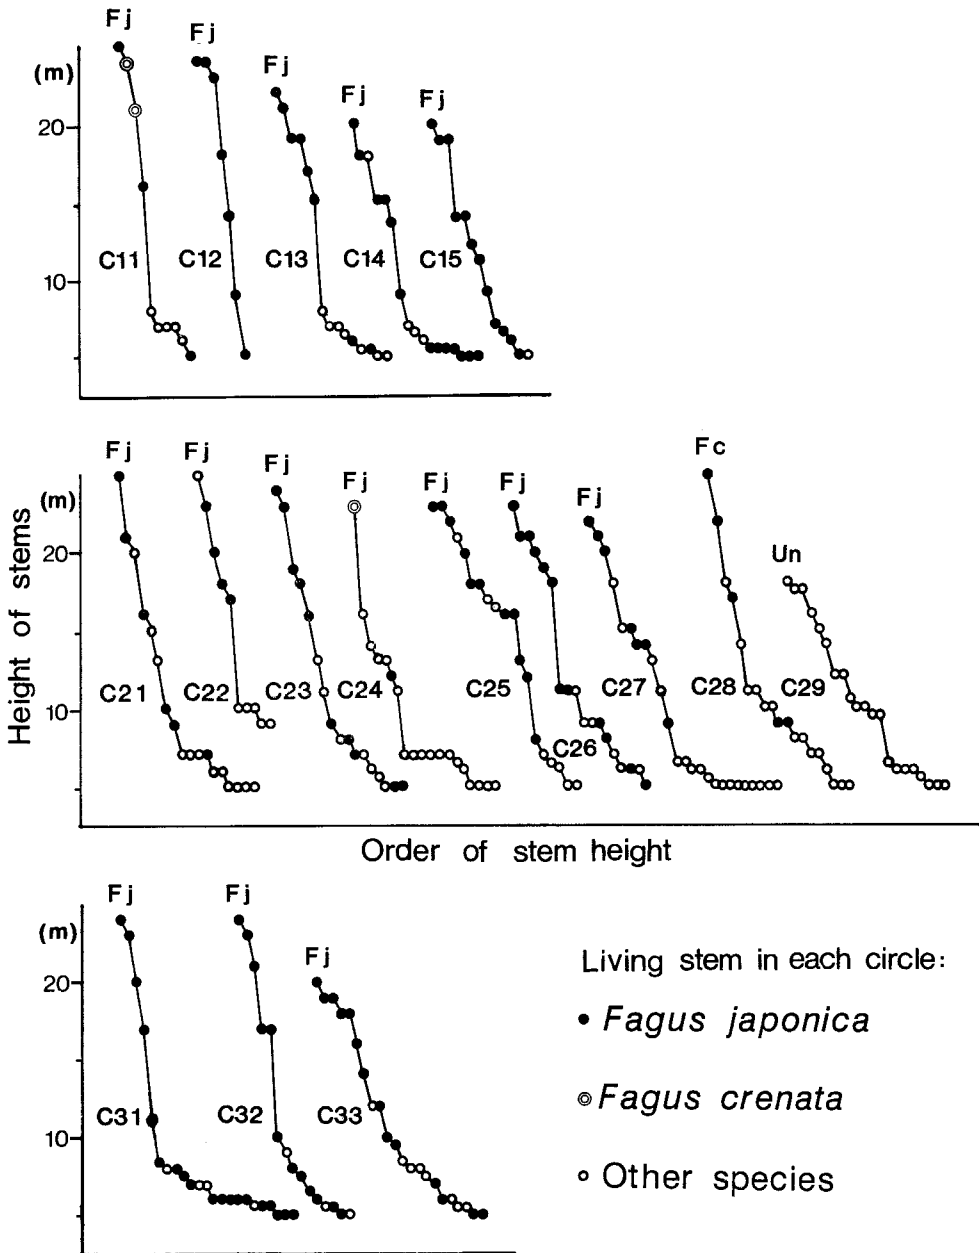 Fj Fj Fj Fj Fj
(m)
20
C11 C12 C13 C14 C15
10
Fj Fj Fj Fj Fj Fj Fj Fc Un
(m)
20
C21 C22 C23 C24 C25 C26 C27 C28 C29
10
Height of stems
Order of stem height
Fj Fj Fj
(m)
20
C31 C32 C33
10
Living stem in each circle:
Fagus japonica
Fagus crenata
Other species